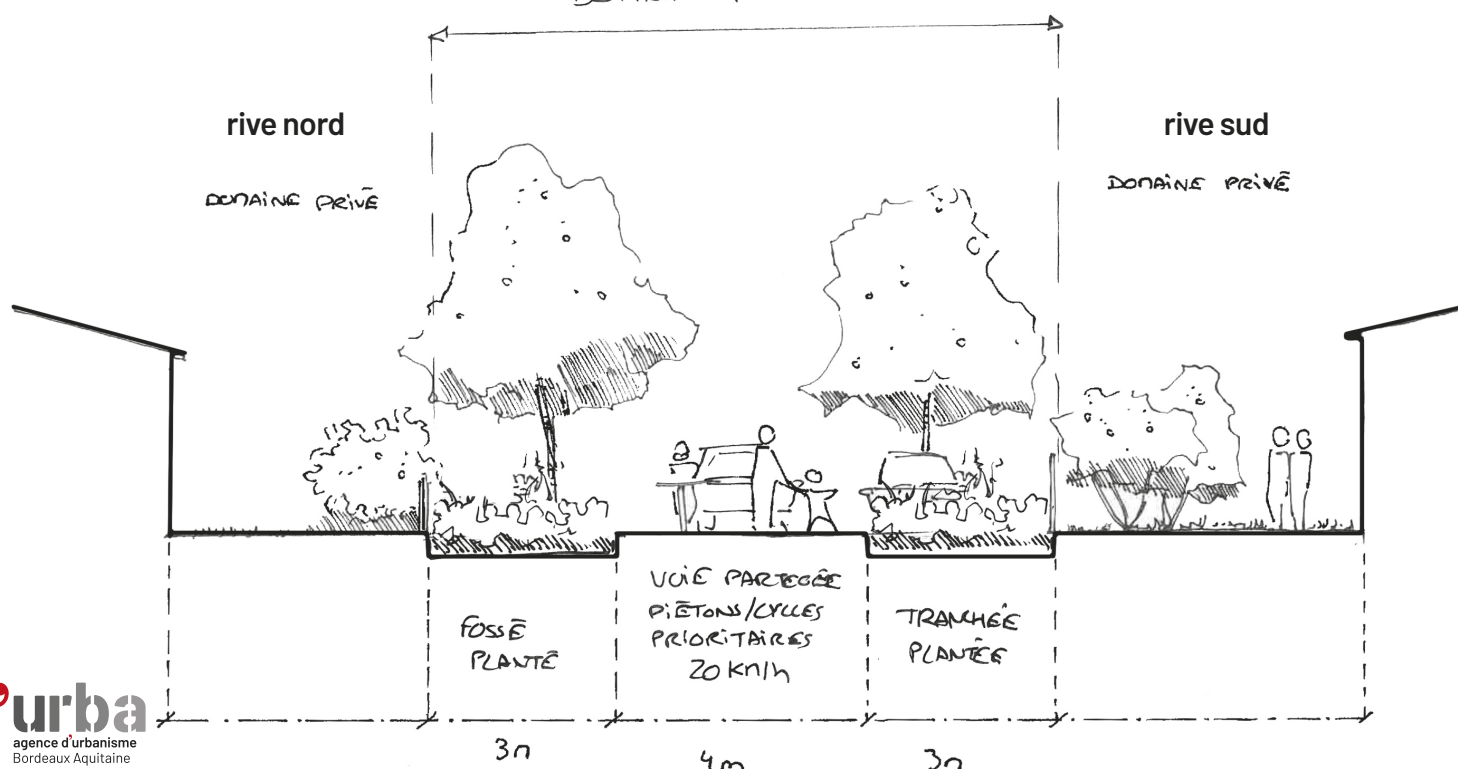 rive nord
rive sud
DOMAINE PRIVÉ
DOMAINE PRIVÉ
VOIE PARTEGÉE
PIÉTONS/CYCLES
PRIORITAIRES
20 Km/h
FOSSÉ
PLANTÉ
TRANCHÉE
PLANTÉE
'urba
agence d'urbanisme
Bordeaux Aquitaine
3m
4m
3m